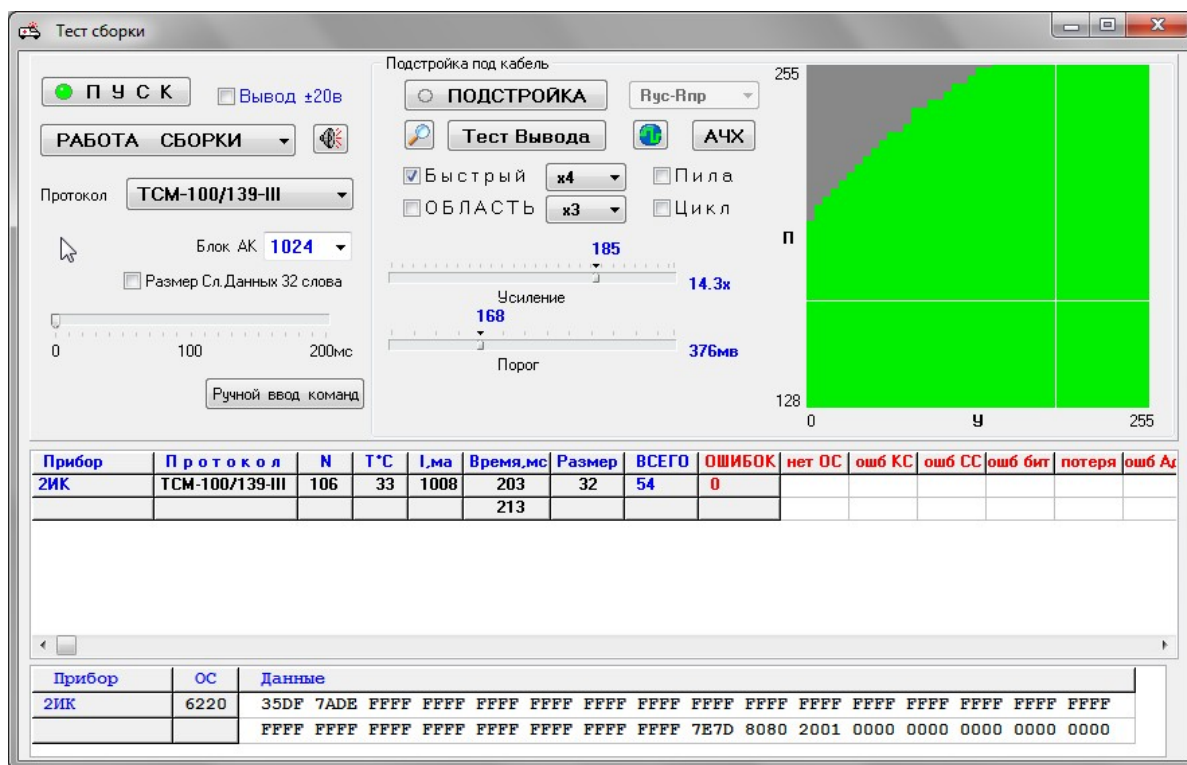 Тест сборки
Подстройка под кабель
П У С К
Вывод ±20в
ПОДСТРОЙКА
Rус-Rпр
РАБОТА СБОРКИ
Тест Вывода
АЧХ
Быстрый x4
Пила
Протокол ТСМ-100/139-III
ОБЛАСТЬ x3
Цикл
Блок АК 1024
Размер Сл.Данных 32 слова
185
14.3x
Усиление
168
376мв
Порог
0 100 200мс
Ручной ввод команд
255
П
128
0 У 255
Прибор Протокол N Т*С I,ма Время,мс Размер ВСЕГО ОШИБОК нет ОС ошб КС ошб СС ошб бит потеря ошб Ад
2ИК ТСМ-100/139-III 106 33 1008 203 32 54 0
213
Прибор ОС Данные
2ИК 6220 35DF 7ADE FFFF FFFF FFFF FFFF FFFF FFFF FFFF FFFF FFFF FFFF FFFF FFFF FFFF FFFF
FFFF FFFF FFFF FFFF FFFF FFFF FFFF FFFF 7E7D 8080 2001 0000 0000 0000 0000 0000